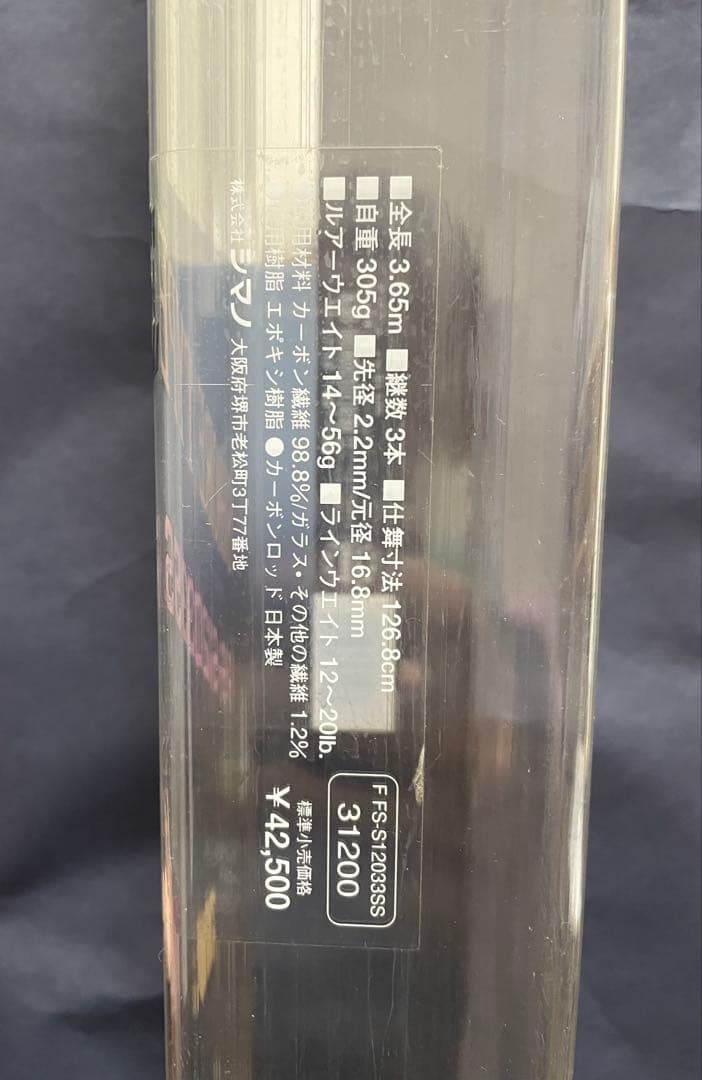 ■全長 3.65m ■継数 3本 ■仕舞寸法 126.8cm
■自重 305g ■先径 2.2mm/元径 16.8mm
■ルアーウエイト 14〜56g ■ラインウエイト 12〜20lb.
用材料 カーボン繊維 98.8%/ガラス・その他の繊維 1.2%
用樹脂 エポキシ樹脂 ●カーボンロッド 日本製
株式会社 シマノ 大阪府堺市老松町3丁77番地
F FS-S12033SS
31200
標準小売価格
¥42,500